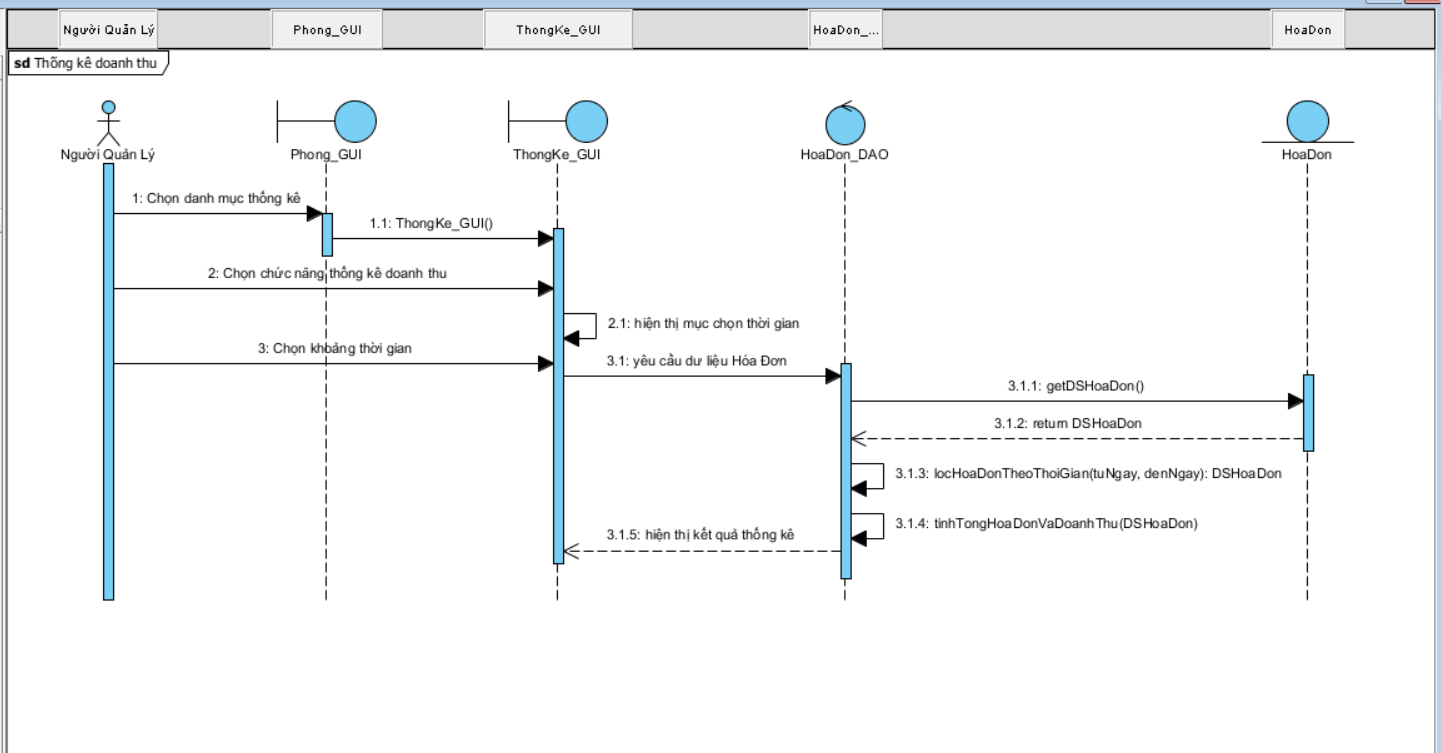 Người Quản Lý
Phong_GUI
ThongKe_GUI
HoaDon_...
HoaDon
sd Thống kê doanh thu
Người Quản Lý
Phong_GUI
ThongKe_GUI
HoaDon_DAO
HoaDon
1: Chọn danh mục thống kê
1.1: ThongKe_GUI()
2: Chọn chức năng thống kê doanh thu
2.1: hiện thị mục chọn thời gian
3: Chọn khoảng thời gian
3.1: yêu cầu dư liệu Hóa Đơn
3.1.1: getDSHoaDon()
3.1.2: return DSHoaDon
3.1.3: locHoaDonTheoThoiGian(tuNgay, denNgay): DSHoaDon
3.1.4: tinhTongHoaDonVaDoanhThu(DSHoaDon)
3.1.5: hiện thị kết quả thống kê